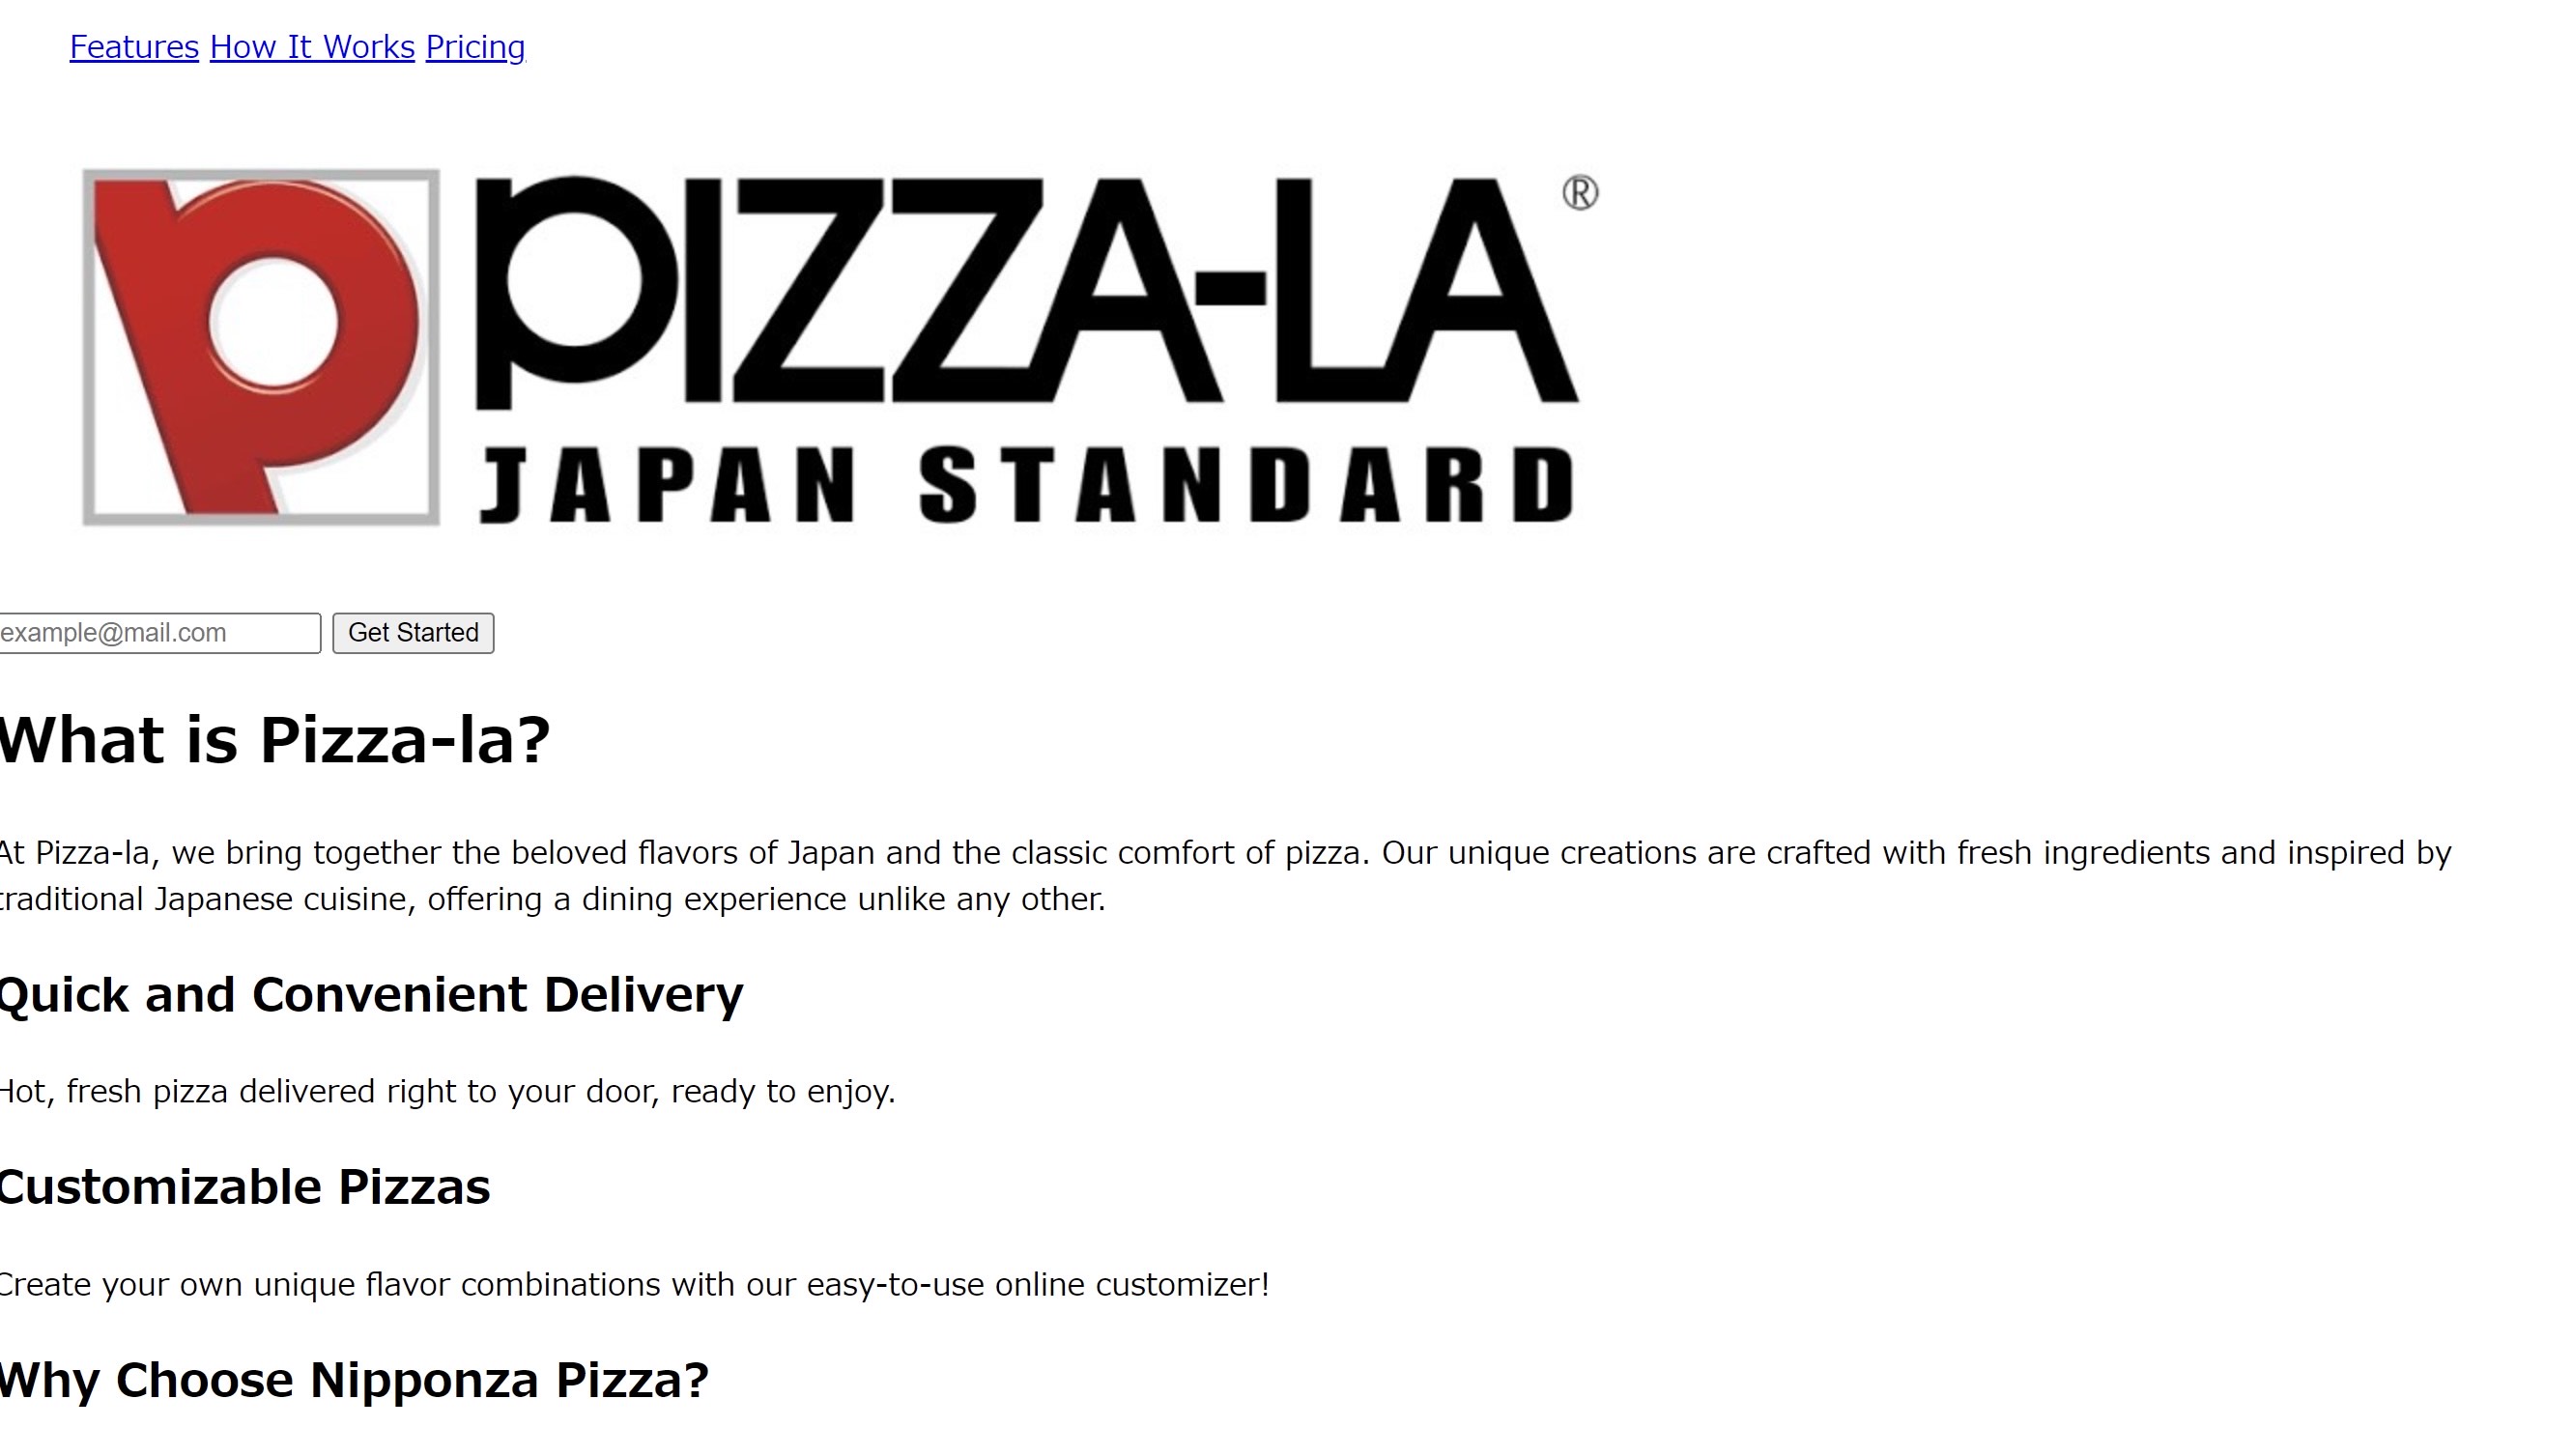 Features How It Works Pricing
PIZZA-LA®
JAPAN STANDARD
example@mail.com Get Started
What is Pizza-la?
At Pizza-la, we bring together the beloved flavors of Japan and the classic comfort of pizza. Our unique creations are crafted with fresh ingredients and inspired by
traditional Japanese cuisine, offering a dining experience unlike any other.
Quick and Convenient Delivery
Hot, fresh pizza delivered right to your door, ready to enjoy.
Customizable Pizzas
Create your own unique flavor combinations with our easy-to-use online customizer!
Why Choose Nipponza Pizza?